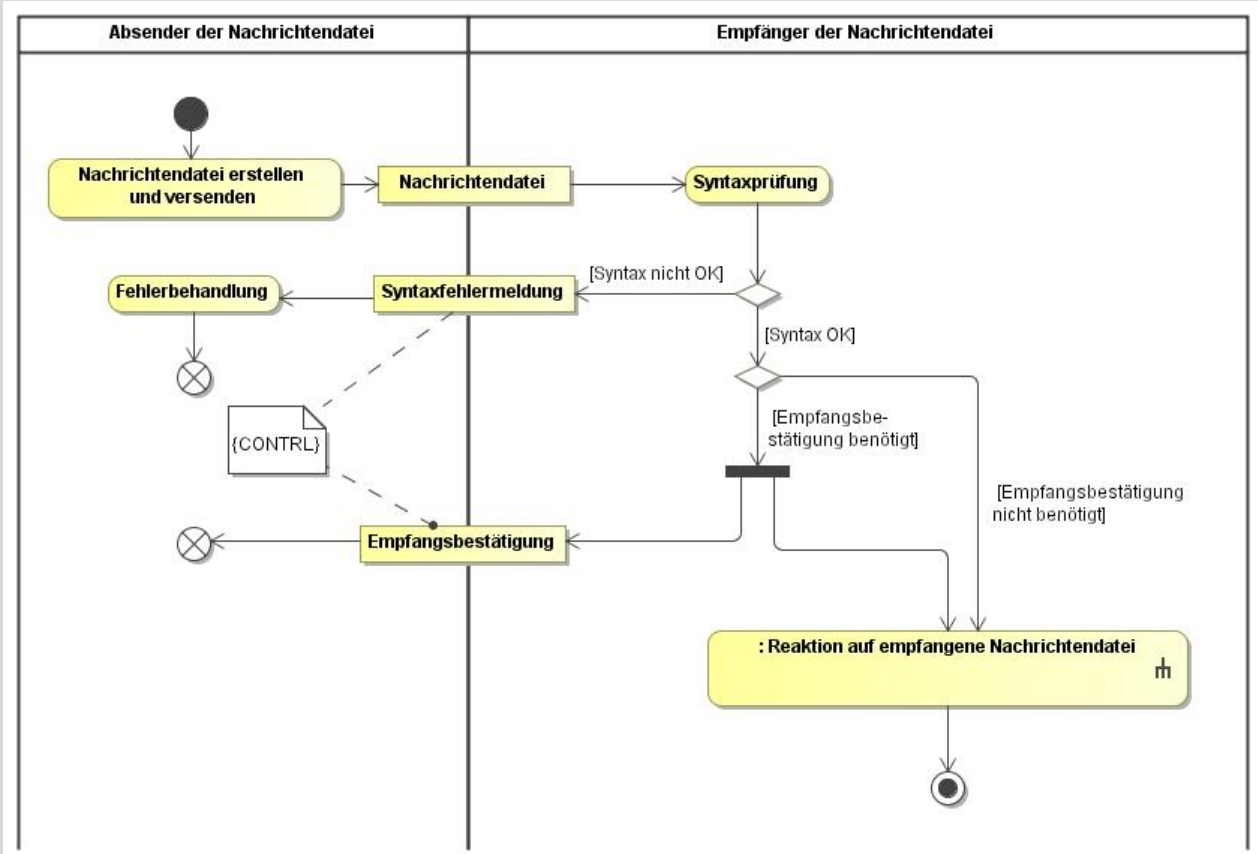 Absender der Nachrichtendatei
Empfänger der Nachrichtendatei
Nachrichtendatei erstellen
und versenden
Nachrichtendatei
Syntaxprüfung
Fehlerbehandlung
Syntaxfehlermeldung
[Syntax nicht OK]
[Syntax OK]
{CONTRL}
[Empfangsbe-
stätigung benötigt]
[Empfangsbestätigung
nicht benötigt]
Empfangsbestätigung
: Reaktion auf empfangene Nachrichtendatei